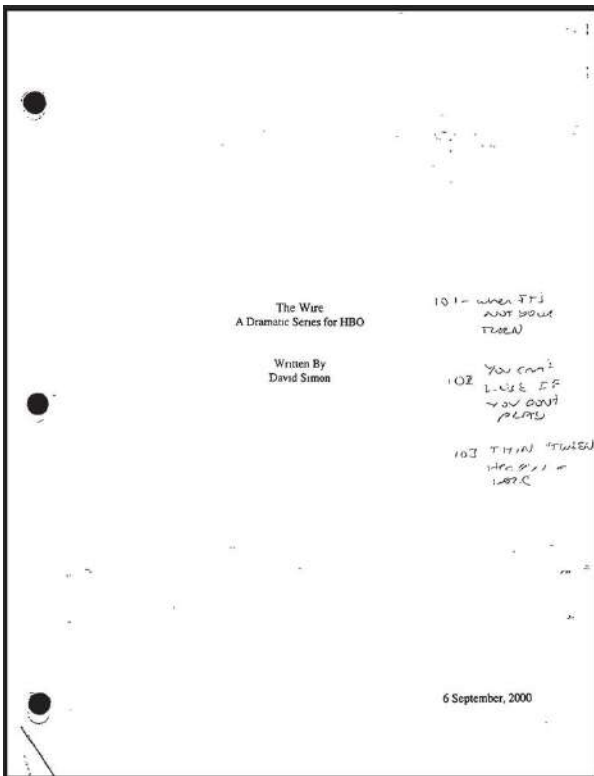 The Wire
A Dramatic Series for HBO
Written By
David Simon
101 - when IT'S
NOT YOUR
TURN
102 You can't
LOSE IF
YOU DON'T
PLAY
103 THIN 'TWEEN
6 September, 2000